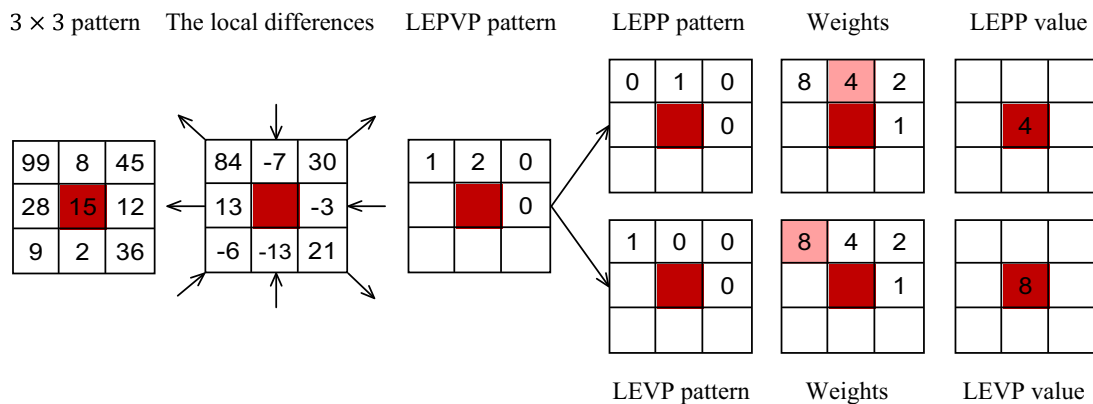 3 × 3 pattern The local differences LEPVP pattern LEPP pattern Weights LEPP value
0 1 0 8 4 2
0 1 4
99 8 45 84 -7 30 1 2 0
28 15 12 13 -3 0
9 2 36 -6 -13 21
1 0 0 8 4 2
0 1 8
LEVP pattern Weights LEVP value